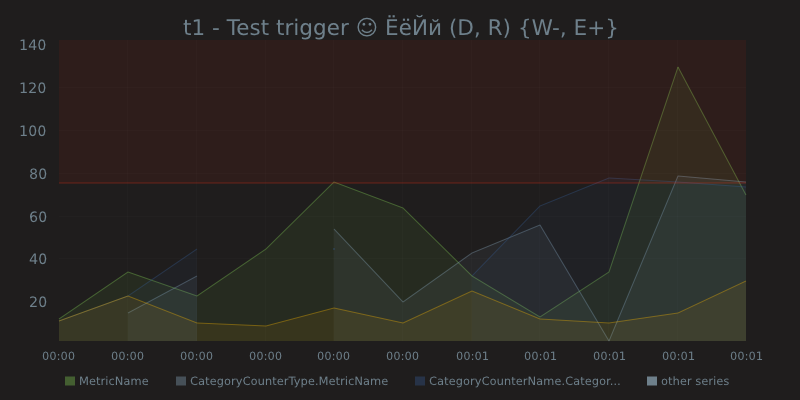 t1 - Test trigger ☺ ЁёЙй (D, R) {W-, E+}
140
120
100
80
60
40
20
00:00 00:00 00:00 00:00 00:00 00:00 00:01 00:01 00:01 00:01 00:01
MetricName CategoryCounterType.MetricName CategoryCounterName.Categor... other series